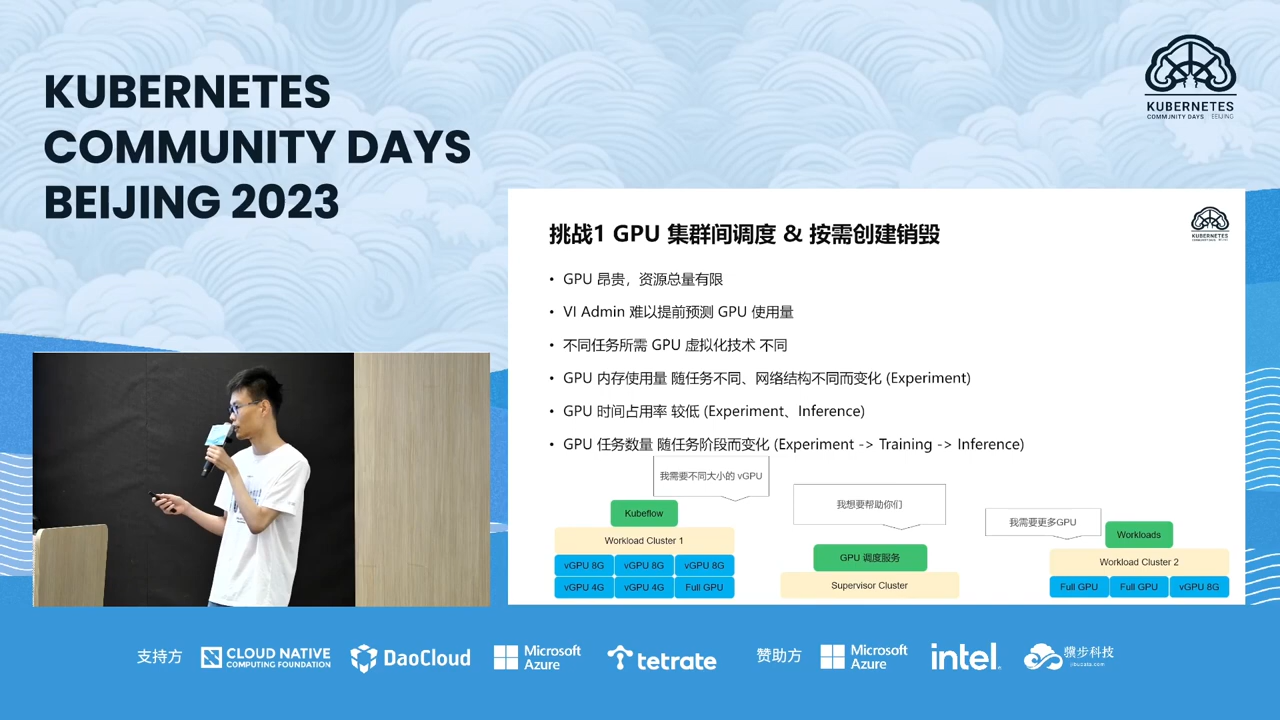 KUBERNETES
COMMUNITY DAYS
BEIJING 2023
KUBERNETES
COMMUNITY DAYS BEIJING
挑战1 GPU 集群间调度 & 按需创建销毁
KUBERNETES
• GPU 昂贵，资源总量有限
• VI Admin 难以提前预测 GPU 使用量
• 不同任务所需 GPU 虚拟化技术 不同
• GPU 内存使用量 随任务不同、网络结构不同而变化 (Experiment)
• GPU 时间占用率 较低 (Experiment、Inference)
• GPU 任务数量 随任务阶段而变化 (Experiment -> Training -> Inference)
我需要不同大小的 vGPU
Kubeflow
Workload Cluster 1
vGPU 8G vGPU 8G vGPU 8G
vGPU 4G vGPU 4G Full GPU
我想要帮助你们
GPU 调度服务
Supervisor Cluster
我需要更多GPU
Workloads
Workload Cluster 2
Full GPU Full GPU vGPU 8G
支持方
CLOUD NATIVE
COMPUTING FOUNDATION
DaoCloud
Microsoft
Azure
tetrate
赞助方
Microsoft
Azure
intel.
骥步科技
jibudata.com